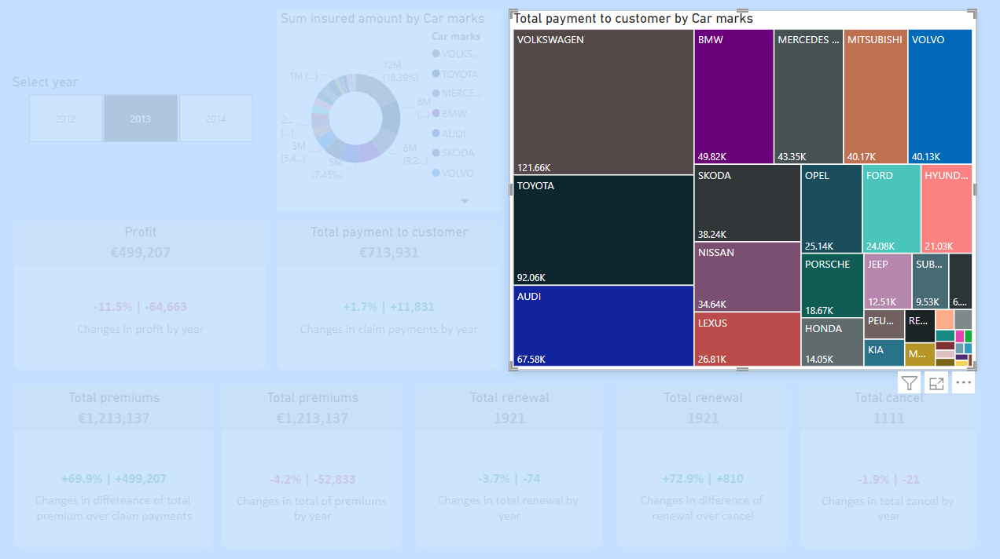 Sum insured amount by Car marks
Car marks
VOLKS...
TOYOTA
MERCE...
BMW
AUDI
SKODA
VOLVO
12M
(18.39%)
8M
(...)
6M
(9.2...
5M
(7.45%)
3M
(5.4...
2...
(...)
1M (...)
Select year
2012
2013
2014
Total payment to customer by Car marks
VOLKSWAGEN
121.66K
TOYOTA
92.06K
AUDI
67.58K
BMW
49.82K
MERCEDES ...
43.35K
MITSUBISHI
40.17K
VOLVO
40.13K
SKODA
38.24K
NISSAN
34.64K
LEXUS
26.81K
OPEL
25.14K
FORD
24.08K
HYUND...
21.03K
PORSCHE
18.67K
HONDA
14.05K
JEEP
12.51K
SUB...
9.53K
6....
PEU...
RE...
KIA
M...
Profit
€499,207
-11.5% | -64,663
Changes in profit by year
Total payment to customer
€713,931
+1.7% | +11,831
Changes in claim payments by year
Total premiums
€1,213,137
+69.9% | +499,207
Changes in differeance of total
premium over claim payments
Total premiums
€1,213,137
-4.2% | -52,833
Changes in total of premiums
by year
Total renewal
1921
-3.7% | -74
Changes in total renewal by
year
Total renewal
1921
+72.9% | +810
Changes in difference of
renewal over cancel
Total cancel
1111
-1.9% | -21
Changes in total cancel by
year